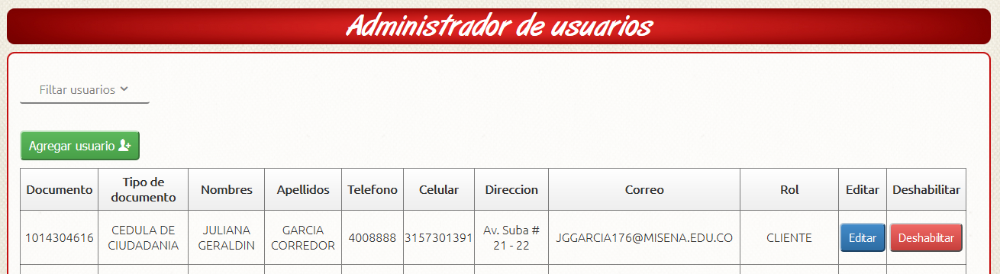 Administrador de usuarios
Filtar usuarios
Agregar usuario
Documento Tipo de documento Nombres Apellidos Telefono Celular Direccion Correo Rol Editar Deshabilitar
1014304616 CEDULA DE CIUDADANIA JULIANA GERALDIN GARCIA CORREDOR 4008888 3157301391 Av. Suba # 21 - 22 JGGARCIA176@MISENA.EDU.CO CLIENTE Editar Deshabilitar